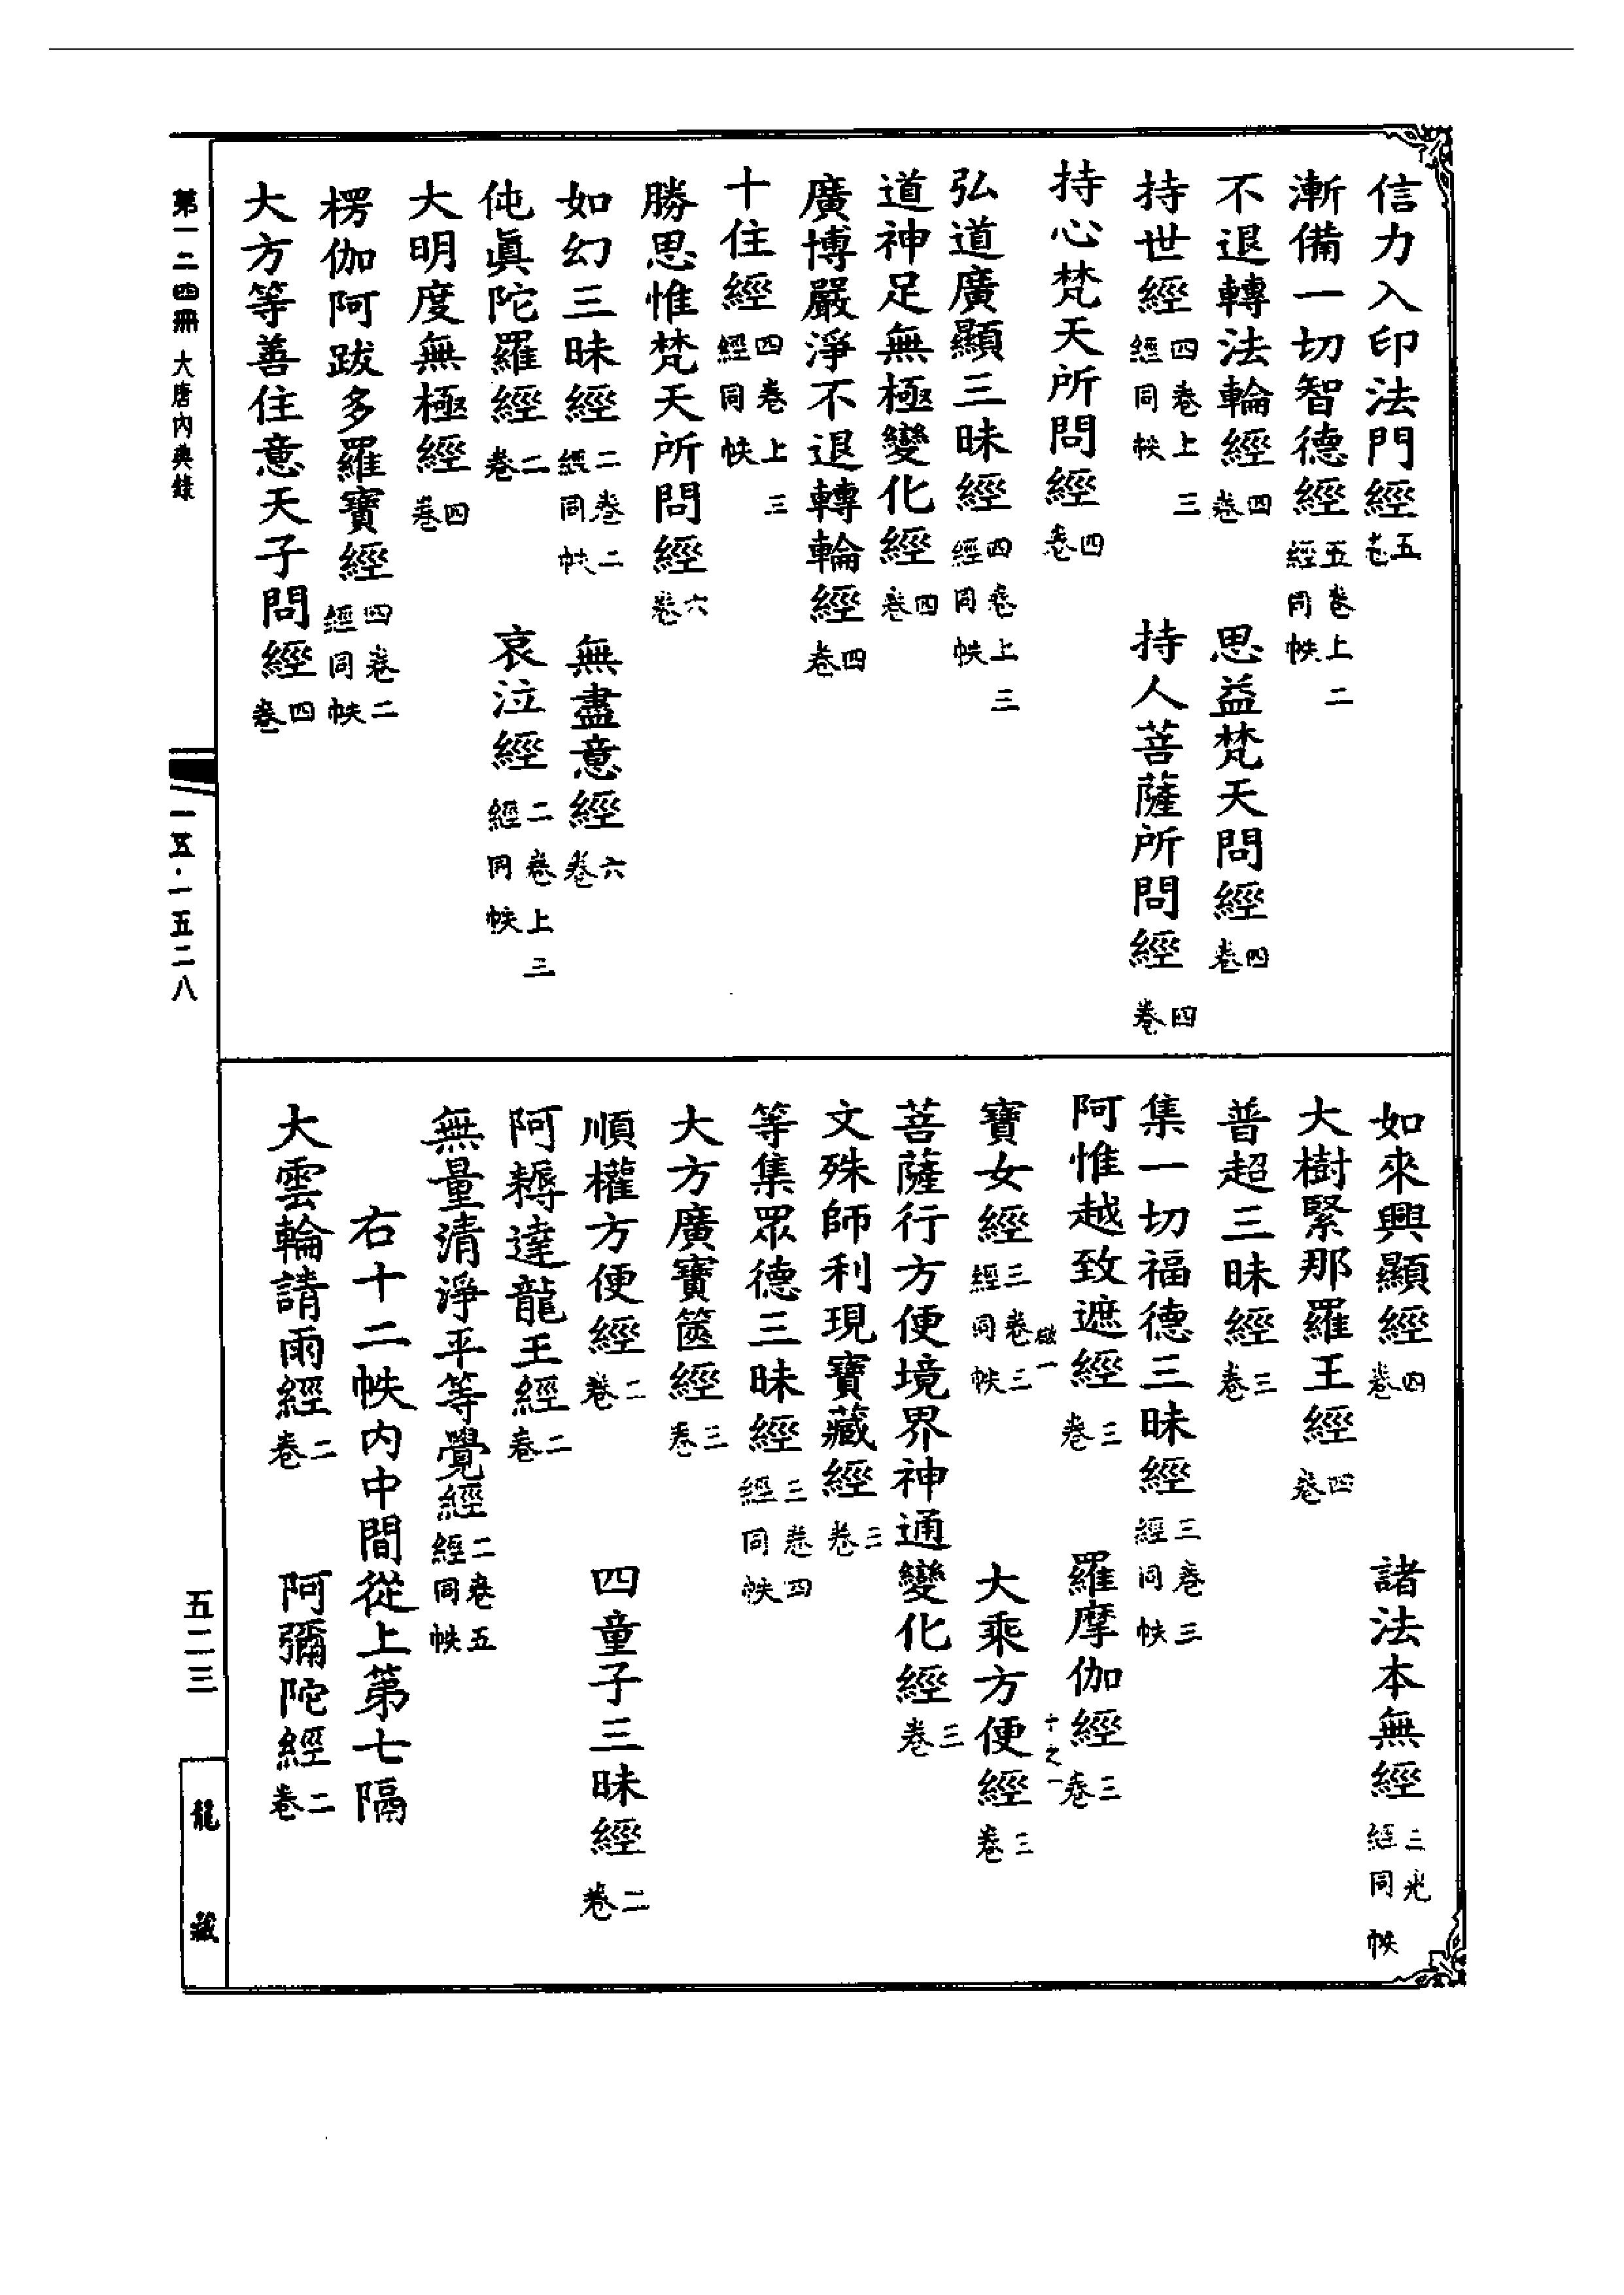 信力入印法門經五卷
漸備一切智德經五卷上二經同帙
不退轉法輪經四卷 思益梵天問經四卷
持世經四卷上三經同帙 持人菩薩所問經四卷
持心梵天所問經四卷
弘道廣顯三昧經四卷上三經同帙
道神足無極變化經四卷
廣博嚴淨不退轉輪經四卷
十住經四卷上三經同帙
勝思惟梵天所問經六卷
如幻三昧經二卷二經同帙 無盡意經六卷
伅眞陀羅經二卷 哀泣經二卷上三經同帙
大明度無極經四卷
楞伽阿跋多羅寶經四卷二經同帙
大方等善住意天子問經四卷
如來興顯經四卷 諸法本無經三卷經同帙
大樹緊那羅王經四卷
普超三昧經三卷
集一切福德三昧經三卷三經同帙
阿惟越致遮經三卷 羅摩伽經三卷
十之一
寶女經三卷三經同帙 大乘方便經三卷
菩薩行方便境界神通變化經三卷
文殊師利現寶藏經三卷
等集眾德三昧經三卷四經同帙
大方廣寶篋經三卷
順權方便經二卷 四童子三昧經二卷
阿耨達龍王經二卷
無量清淨平等覺經二卷五經同帙
右十二帙内中間從上第七隔
大雲輪請雨經二卷 阿彌陀經二卷
第一二四冊 大唐內典錄
一五·一五二八
五二三
龍藏